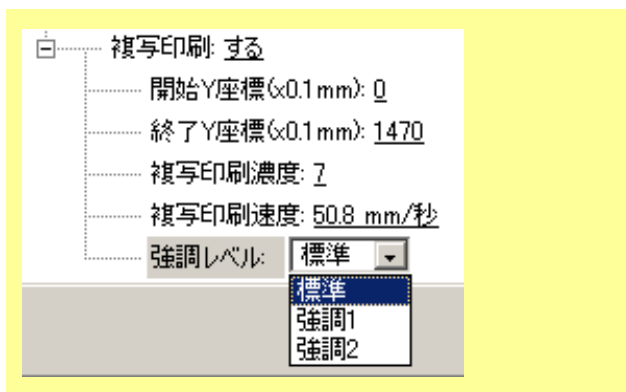 複写印刷: する
開始Y座標(x0.1mm): 0
終了Y座標(x0.1mm): 1470
複写印刷濃度: 7
複写印刷速度: 50.8 mm/秒
強調レベル: 標準
標準
強調1
強調2